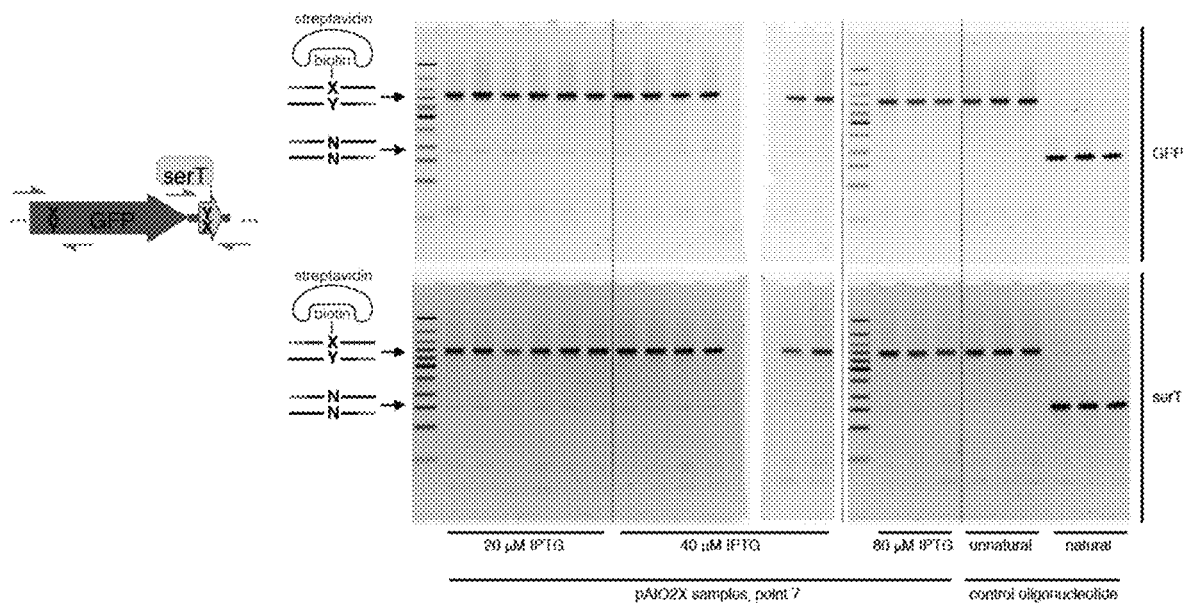 streptavidin
biotin
X
Y
N
N
GFP
serT
GFP
Y
X
streptavidin
biotin
X
Y
N
N
serT
20 µM IPTG 40 µM IPTG 80 µM IPTG unnatural natural
pAIO2X samples, point 7 control oligonucleotide